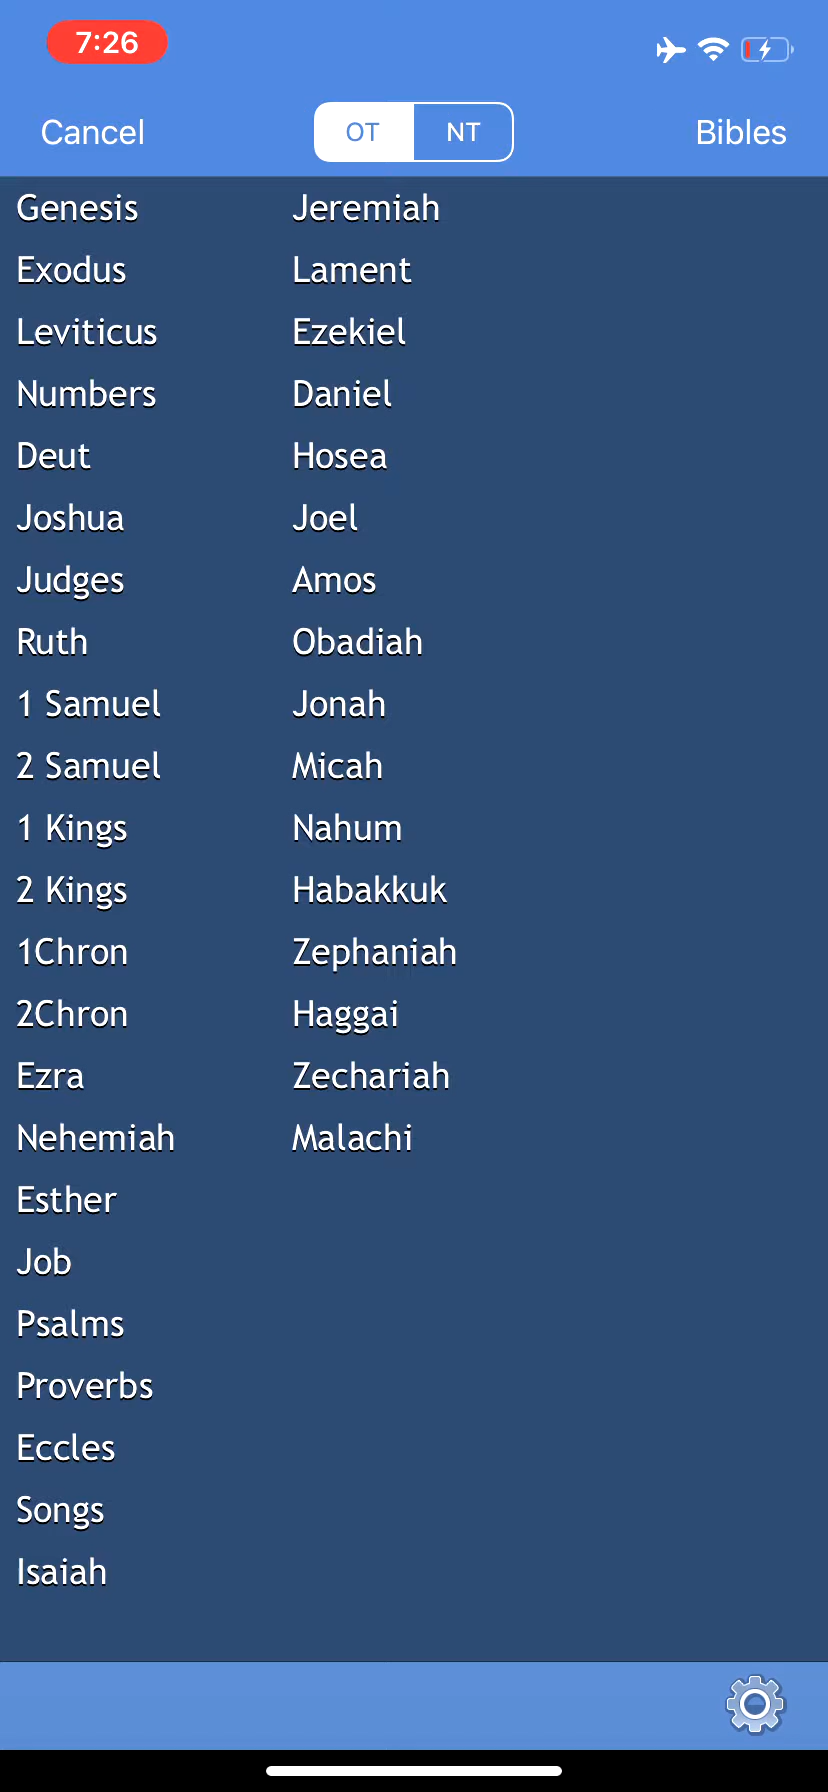 7:26
Cancel
OT
NT
Bibles
Genesis
Exodus
Leviticus
Numbers
Deut
Joshua
Judges
Ruth
1 Samuel
2 Samuel
1 Kings
2 Kings
1Chron
2Chron
Ezra
Nehemiah
Esther
Job
Psalms
Proverbs
Eccles
Songs
Isaiah
Jeremiah
Lament
Ezekiel
Daniel
Hosea
Joel
Amos
Obadiah
Jonah
Micah
Nahum
Habakkuk
Zephaniah
Haggai
Zechariah
Malachi